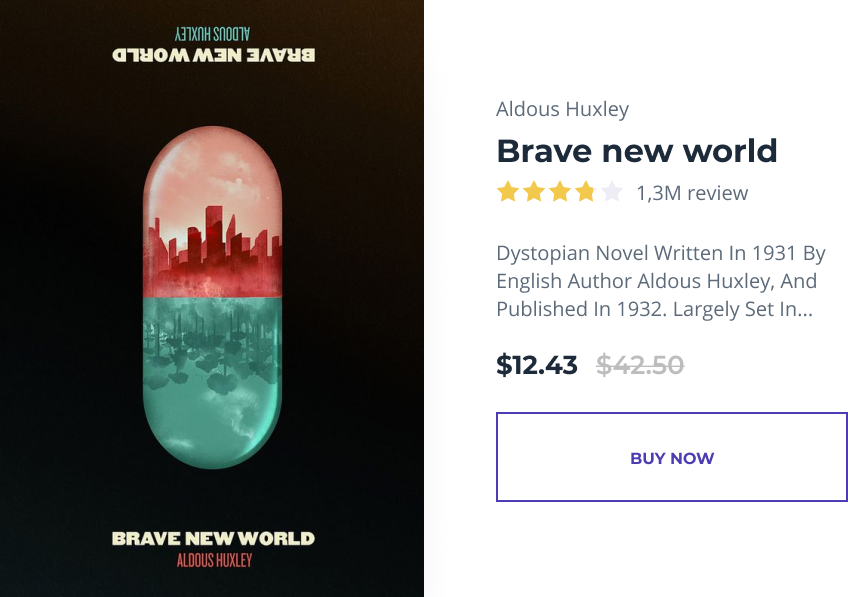 ALDOUS HUXLEY
BRAVE NEW WORLD
BRAVE NEW WORLD
ALDOUS HUXLEY
Aldous Huxley
Brave new world
1,3M review
Dystopian Novel Written In 1931 By
English Author Aldous Huxley, And
Published In 1932. Largely Set In...
$12.43 $42.50
BUY NOW